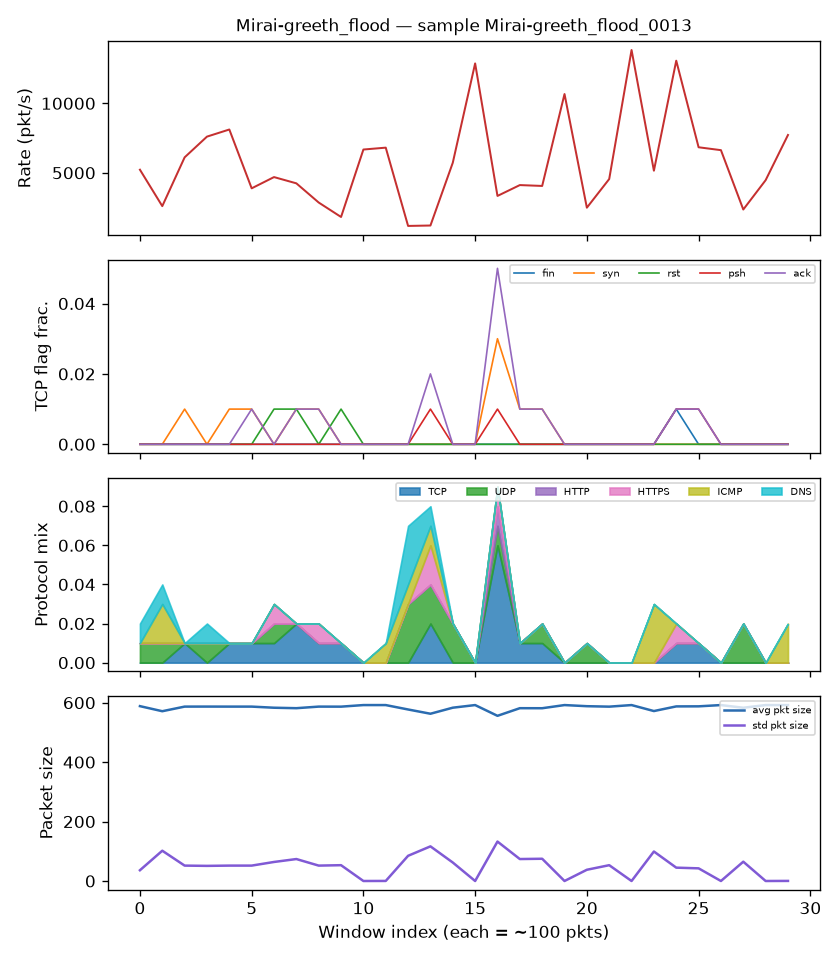 Mirai-greeth_flood — sample Mirai-greeth_flood_0013
Rate (pkt/s)
10000
5000
TCP flag frac.
fin syn rst psh ack
0.04
0.02
0.00
Protocol mix
TCP UDP HTTP HTTPS ICMP DNS
0.08
0.06
0.04
0.02
0.00
Packet size
600
400
200
0
avg pkt size
std pkt size
0 5 10 15 20 25 30
Window index (each = ~100 pkts)